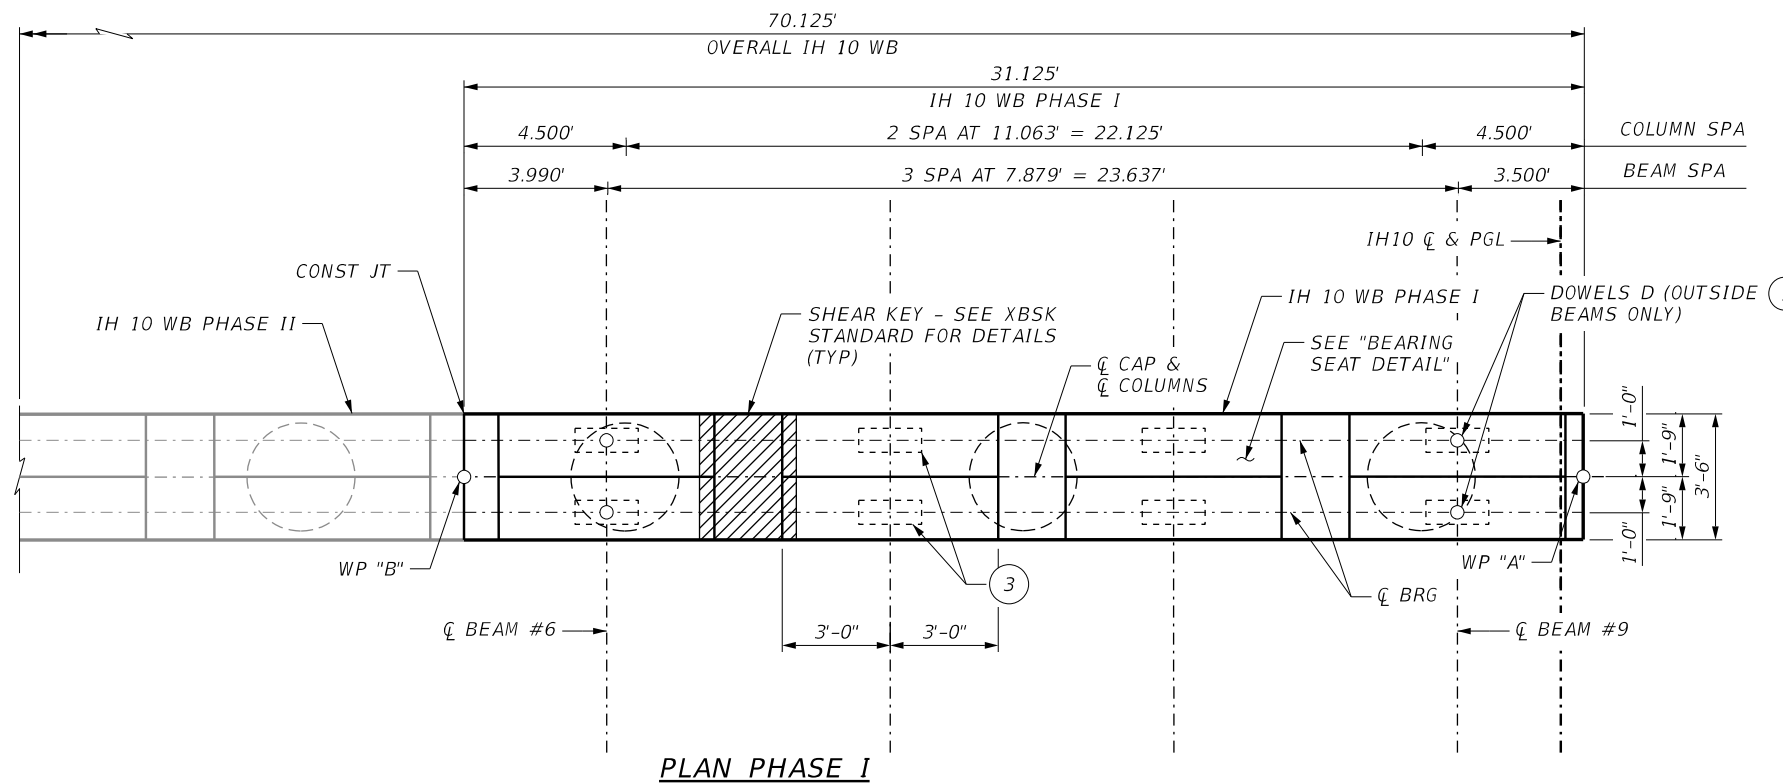 70.125'
OVERALL IH 10 WB
31.125'
IH 10 WB PHASE I
4.500'
2 SPA AT 11.063' = 22.125'
4.500'
COLUMN SPA
3.990'
3 SPA AT 7.879' = 23.637'
3.500'
BEAM SPA
IH10 ℄ & PGL
CONST JT
IH 10 WB PHASE II
SHEAR KEY - SEE XBSK
STANDARD FOR DETAILS
(TYP)
℄ CAP &
℄ COLUMNS
IH 10 WB PHASE I
SEE "BEARING
SEAT DETAIL"
DOWELS D (OUTSIDE
BEAMS ONLY)
1'-0"
1'-9"
3'-6"
1'-9"
1'-0"
WP "B"
WP "A"
3
℄ BRG
℄ BEAM #6
3'-0"
3'-0"
℄ BEAM #9
PLAN PHASE I